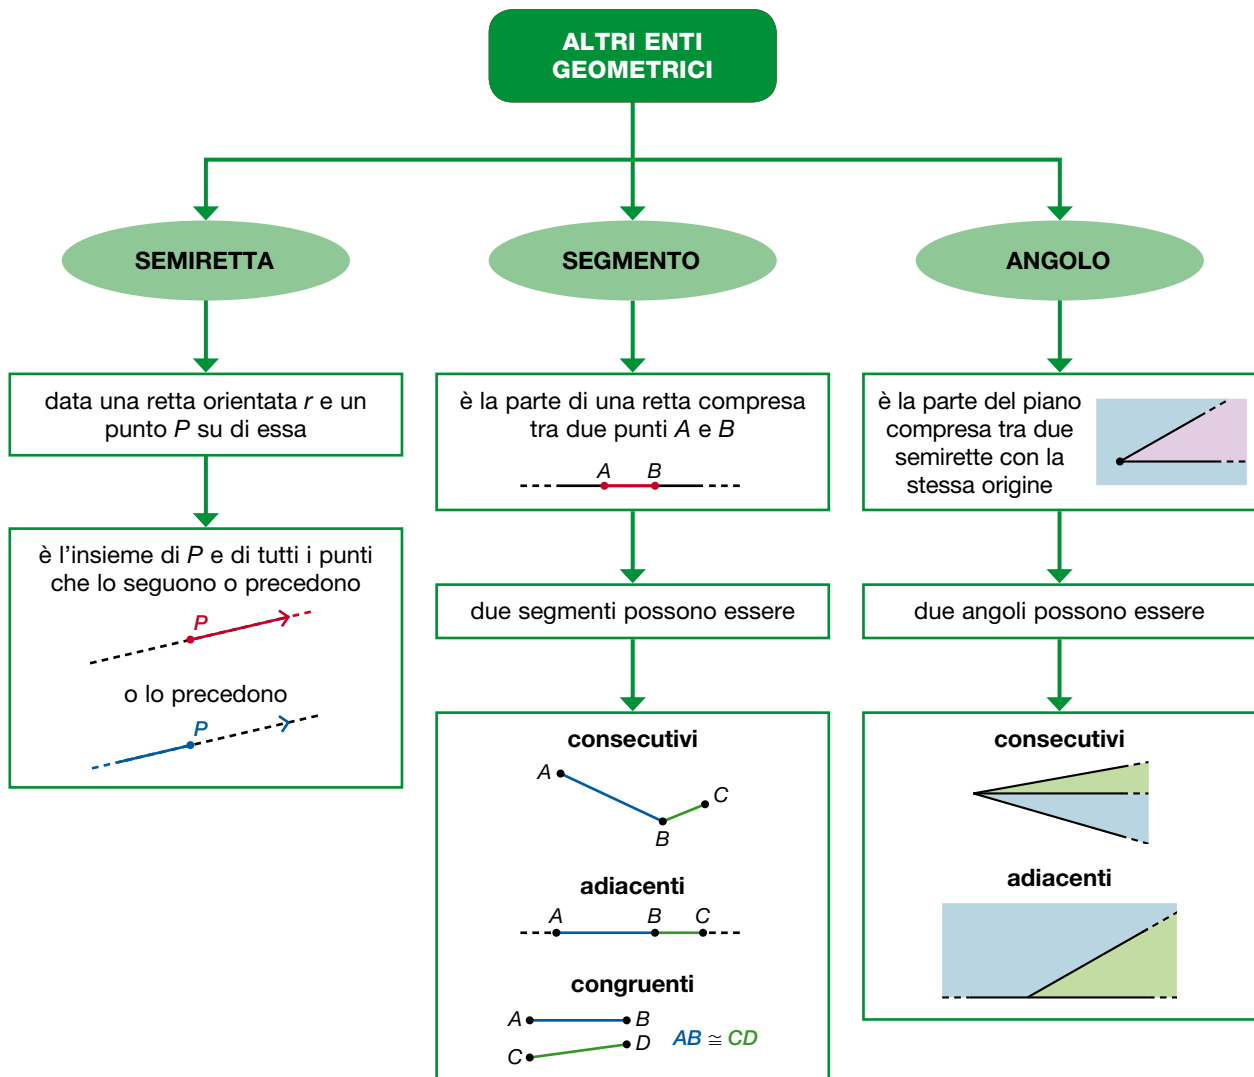 ALTRI ENTI
GEOMETRICI
SEMIRETTA
data una retta orientata r e un
punto P su di essa
è l'insieme di P e di tutti i punti
che lo seguono o precedono
P
o lo precedono
P
SEGMENTO
è la parte di una retta compresa
tra due punti A e B
A B
due segmenti possono essere
consecutivi
A
C
B
adiacenti
A B C
congruenti
A B
C D
AB ≅ CD
ANGOLO
è la parte del piano
compresa tra due
semirette con la
stessa origine
due angoli possono essere
consecutivi
adiacenti